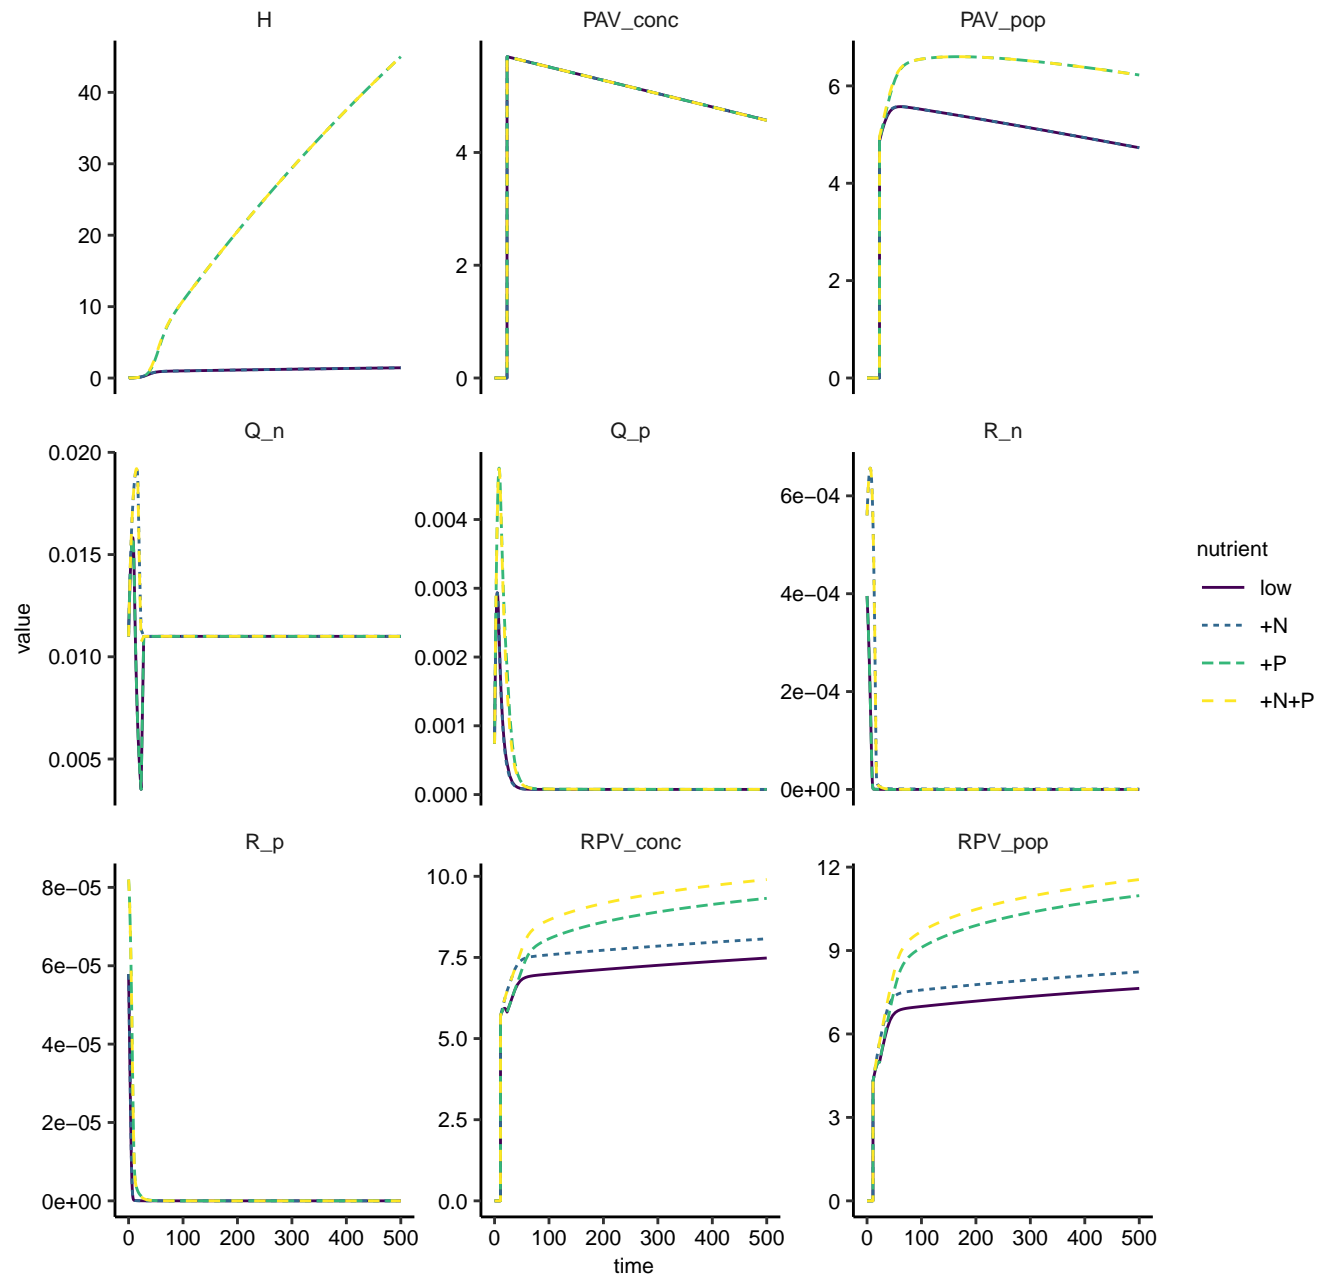 H
PAV_conc
PAV_pop
40
30
20
10
0
4
2
0
6
4
2
0
Q_n
Q_p
R_n
0.020
0.015
0.010
0.005
0.004
0.003
0.002
0.001
0.000
6e−04
4e−04
2e−04
0e+00
value
nutrient
low
+N
+P
+N+P
R_p
RPV_conc
RPV_pop
8e−05
6e−05
4e−05
2e−05
0e+00
10.0
7.5
5.0
2.5
0.0
12
9
6
3
0
0 100 200 300 400 500
0 100 200 300 400 500
0 100 200 300 400 500
time